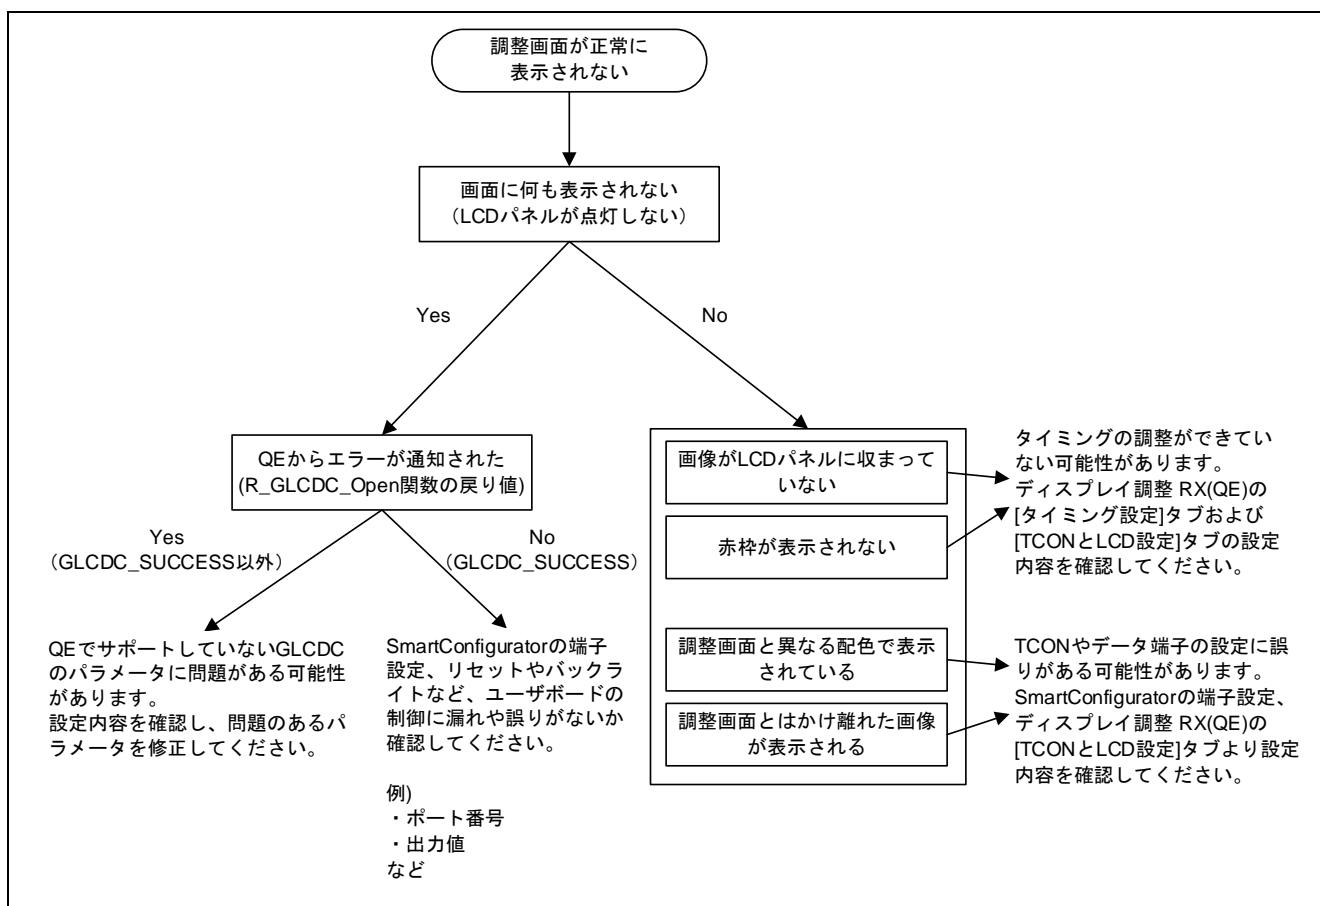 調整画面が正常に
表示されない
画面に何も表示されない
（LCDパネルが点灯しない）
Yes
No
QEからエラーが通知された
(R_GLCDC_Open関数の戻り値)
Yes
（GLCDC_SUCCESS以外）
No
（GLCDC_SUCCESS）
QEでサポートしていないGLCDC
のパラメータに問題がある可能性
があります。
設定内容を確認し、問題のあるパ
ラメータを修正してください。
SmartConfiguratorの端子
設定、リセットやバックラ
イトなど、ユーザボードの
制御に漏れや誤りがないか
確認してください。
例)
・ポート番号
・出力値
など
画像がLCDパネルに収まって
いない
赤枠が表示されない
調整画面と異なる配色で表示
されている
調整画面とはかけ離れた画像
が表示される
タイミングの調整ができてい
ない可能性があります。
ディスプレイ調整 RX(QE)の
[タイミング設定]タブおよび
[TCONとLCD設定]タブの設定
内容を確認してください。
TCONやデータ端子の設定に誤
りがある可能性があります。
SmartConfiguratorの端子設定、
ディスプレイ調整 RX(QE)の
[TCONとLCD設定]タブより設定
内容を確認してください。